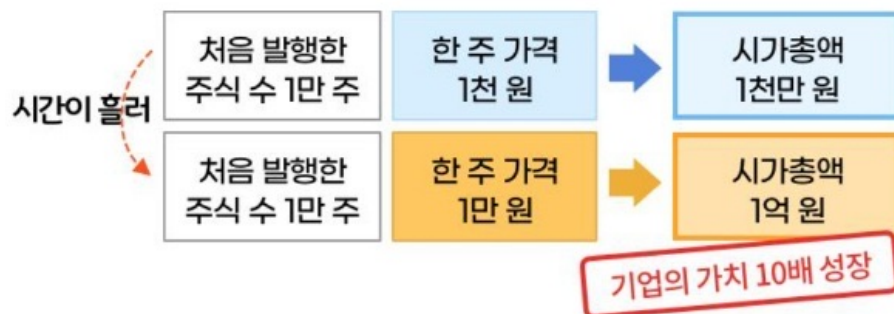 처음 발행한
주식 수 1만 주
한 주 가격
1천 원
시가총액
1천만 원
시간이 흘러
처음 발행한
주식 수 1만 주
한 주 가격
1만 원
시가총액
1억 원
기업의 가치 10배 성장